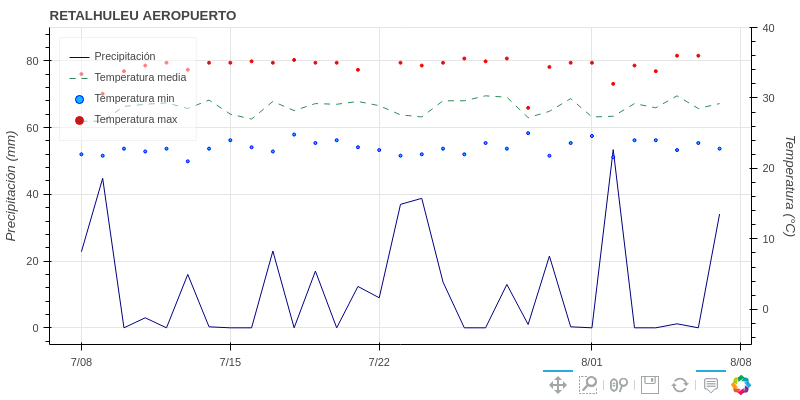 RETALHULEU AEROPUERTO
Precipitación
Temperatura media
Temperatura min
Temperatura max
Precipitación (mm)
80
60
40
20
0
Temperatura (°C)
40
30
20
10
0
7/08
7/15
7/22
8/01
8/08